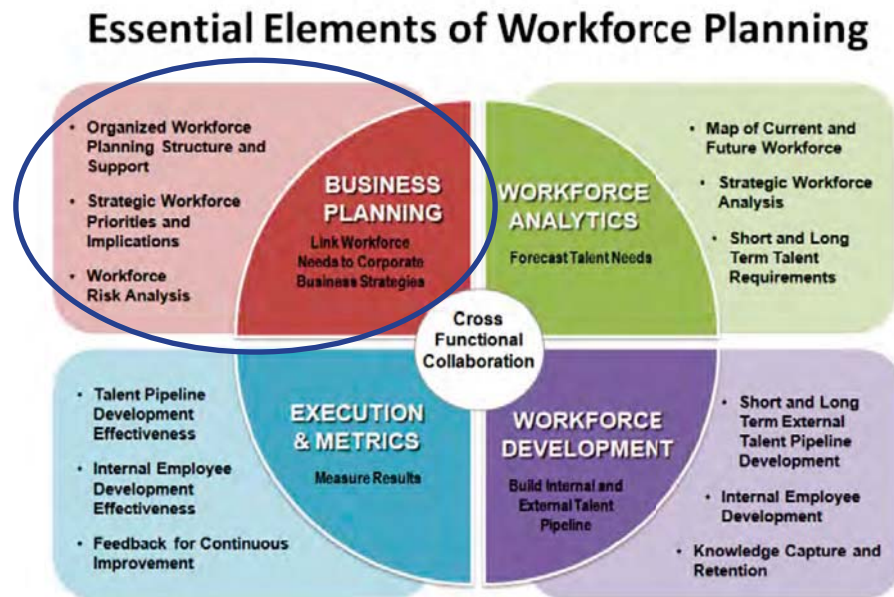 Essential Elements of Workforce Planning
• Organized Workforce
Planning Structure and
Support
• Strategic Workforce
Priorities and
Implications
• Workforce
Risk Analysis
BUSINESS
PLANNING
Link Workforce
Needs to Corporate
Business Strategies
WORKFORCE
ANALYTICS
Forecast Talent Needs
• Map of Current and
Future Workforce
• Strategic Workforce
Analysis
• Short and Long
Term Talent
Requirements
Cross
Functional
Collaboration
• Talent Pipeline
Development
Effectiveness
• Internal Employee
Development
Effectiveness
• Feedback for Continuous
Improvement
EXECUTION
& METRICS
Measure Results
WORKFORCE
DEVELOPMENT
Build Internal and
External Talent
Pipeline
• Short and Long
Term External
Talent Pipeline
Development
• Internal Employee
Development
• Knowledge Capture and
Retention